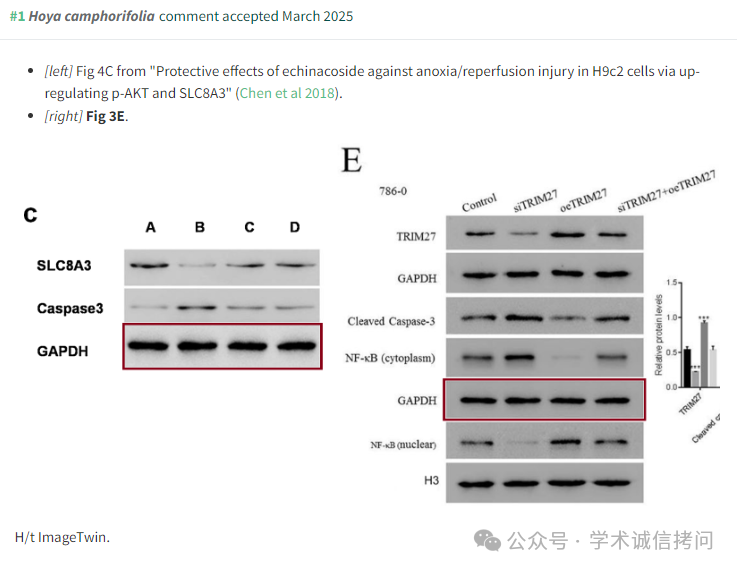 #1 Hoya camphorifolia comment accepted March 2025
• [left] Fig 4C from "Protective effects of echinacoside against anoxia/reperfusion injury in H9c2 cells via up-
regulating p-AKT and SLC8A3" (Chen et al 2018).
• [right] Fig 3E.
C
A B C D
SLC8A3
Caspase3
GAPDH
E
786-0
Control siTRIM27 oeTRIM27 siTRIM27+oeTRIM27
TRIM27
GAPDH
Cleaved Caspase-3
NF-κB (cytoplasm)
GAPDH
NF-κB (nuclear)
H3
Relative protein levels
1.5
1.0
0.5
0.0
***
***
TRIM27
Cleaved
H/t ImageTwin.
公众号 · 学术诚信拷问